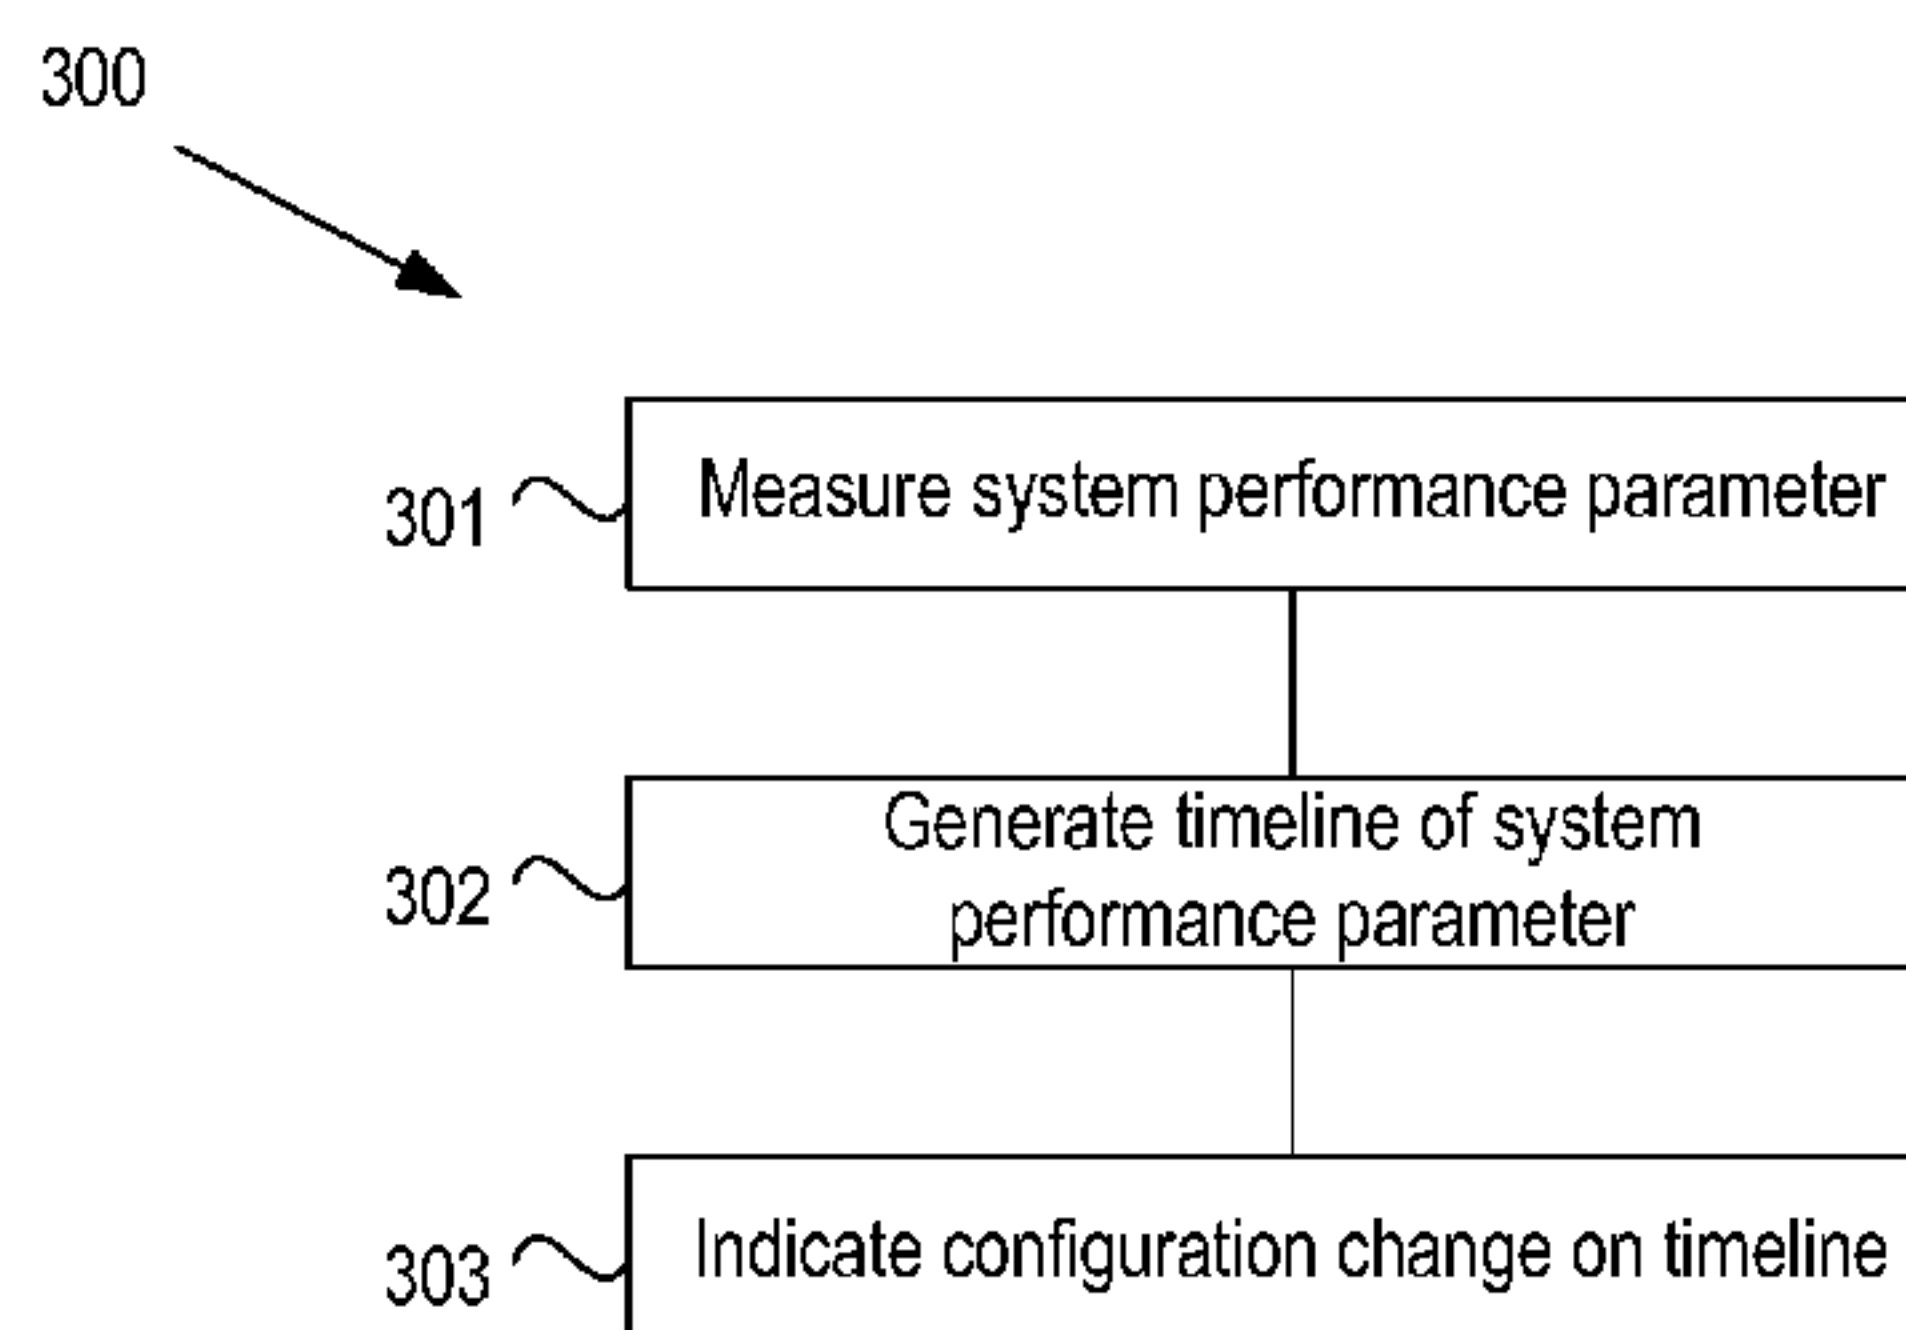 300
301
Measure system performance parameter
302
Generate timeline of system
performance parameter
303
Indicate configuration change on timeline